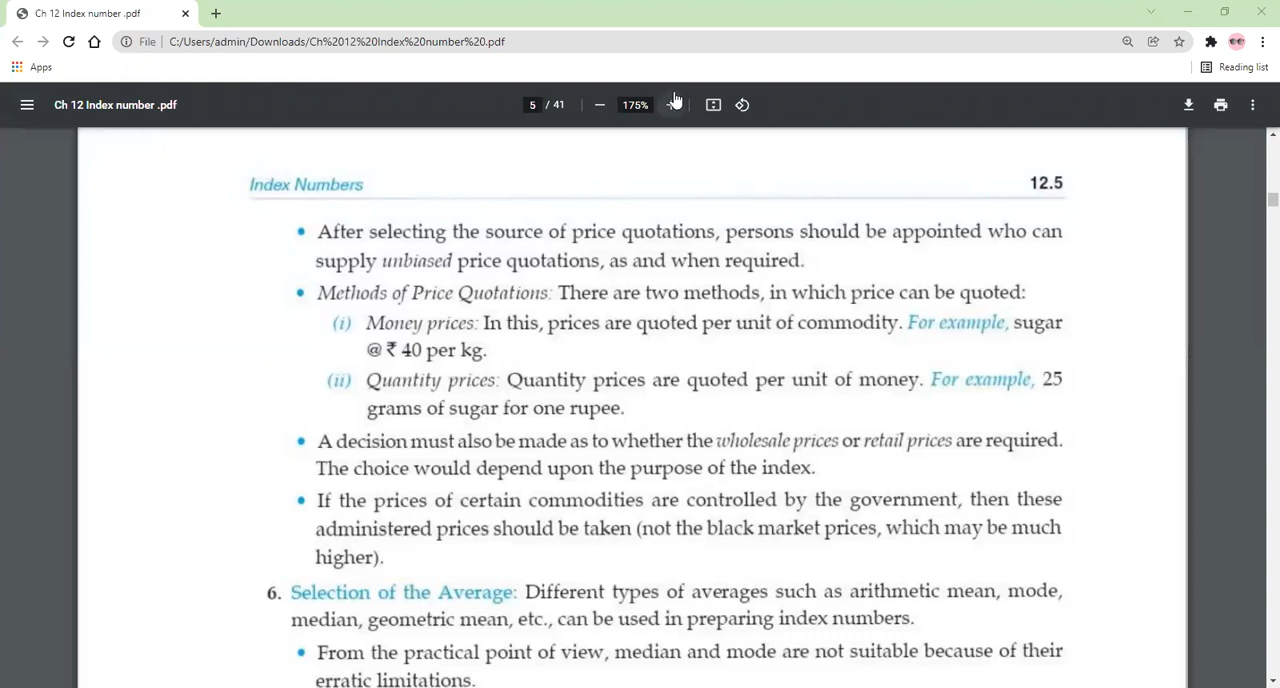 Ch 12 Index number .pdf
File
C:/Users/admin/Downloads/Ch%2012%20Index%20number%20.pdf
Apps
Reading list
Ch 12 Index number .pdf
5 / 41
175%
Index Numbers 12.5
• After selecting the source of price quotations, persons should be appointed who can
supply unbiased price quotations, as and when required.
• Methods of Price Quotations: There are two methods, in which price can be quoted:
(i) Money prices: In this, prices are quoted per unit of commodity. For example, sugar
@ ₹ 40 per kg.
(ii) Quantity prices: Quantity prices are quoted per unit of money. For example, 25
grams of sugar for one rupee.
• A decision must also be made as to whether the wholesale prices or retail prices are required.
The choice would depend upon the purpose of the index.
• If the prices of certain commodities are controlled by the government, then these
administered prices should be taken (not the black market prices, which may be much
higher).
6. Selection of the Average: Different types of averages such as arithmetic mean, mode,
median, geometric mean, etc., can be used in preparing index numbers.
• From the practical point of view, median and mode are not suitable because of their
erratic limitations.